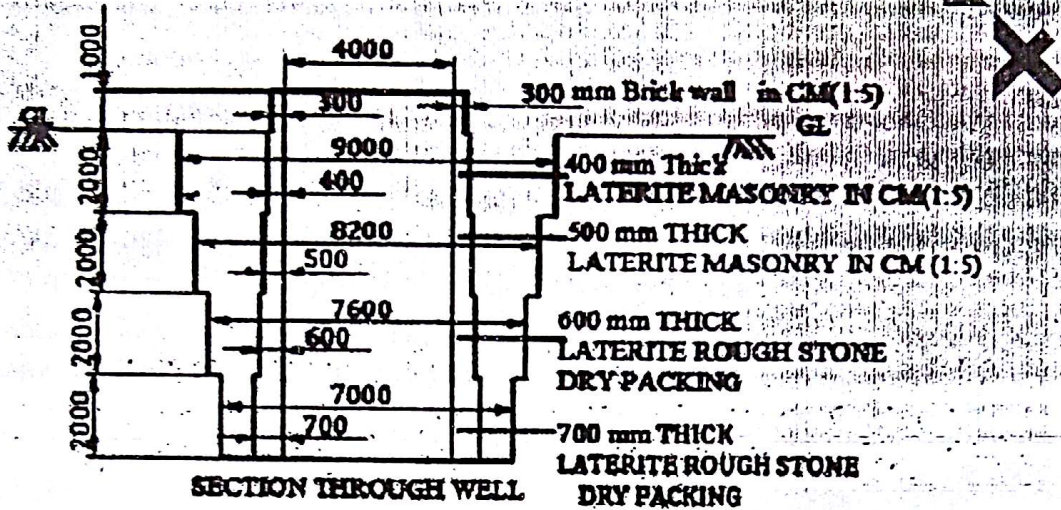 4000
1000
300
300 mm Brick wall in CM(1:5)
GL
GL
9000
400 mm Thick
LATERITE MASONRY IN CM(1:5)
2000
400
8200
500 mm THICK
LATERITE MASONRY IN CM (1:5)
2000
500
7600
600 mm THICK
LATERITE ROUGH STONE
DRY PACKING
2000
600
7000
700 mm THICK
LATERITE ROUGH STONE
DRY PACKING
2000
700
SECTION THROUGH WELL